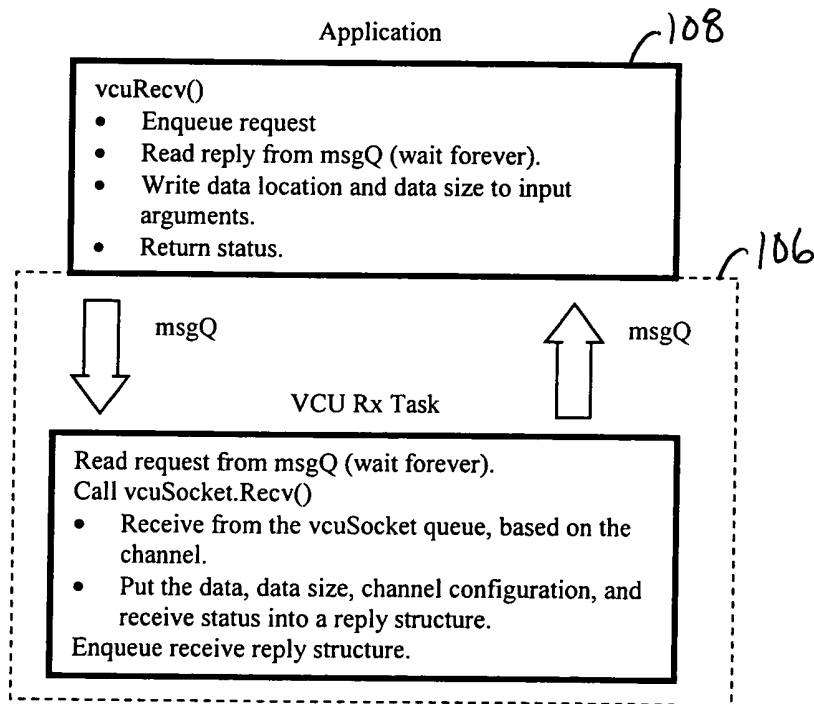 Application
108
vcuRecv()
• Enqueue request
• Read reply from msgQ (wait forever).
• Write data location and data size to input
arguments.
• Return status.
106
msgQ
msgQ
VCU Rx Task
Read request from msgQ (wait forever).
Call vcuSocket.Recv()
• Receive from the vcuSocket queue, based on the
channel.
• Put the data, data size, channel configuration, and
receive status into a reply structure.
Enqueue receive reply structure.